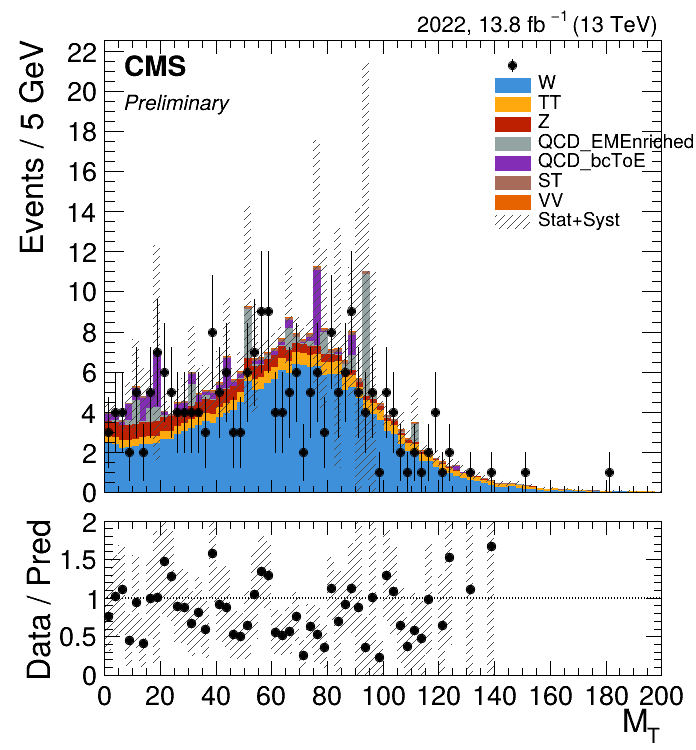 2022, 13.8 fb⁻¹ (13 TeV)
CMS
Preliminary
W
TT
Z
QCD_EMEnriched
QCD_bcToE
ST
VV
Stat+Syst
Events / 5 GeV
22
20
18
16
14
12
10
8
6
4
2
0
Data / Pred
2
1.5
1
0.5
0
0 20 40 60 80 100 120 140 160 180 200
M_T